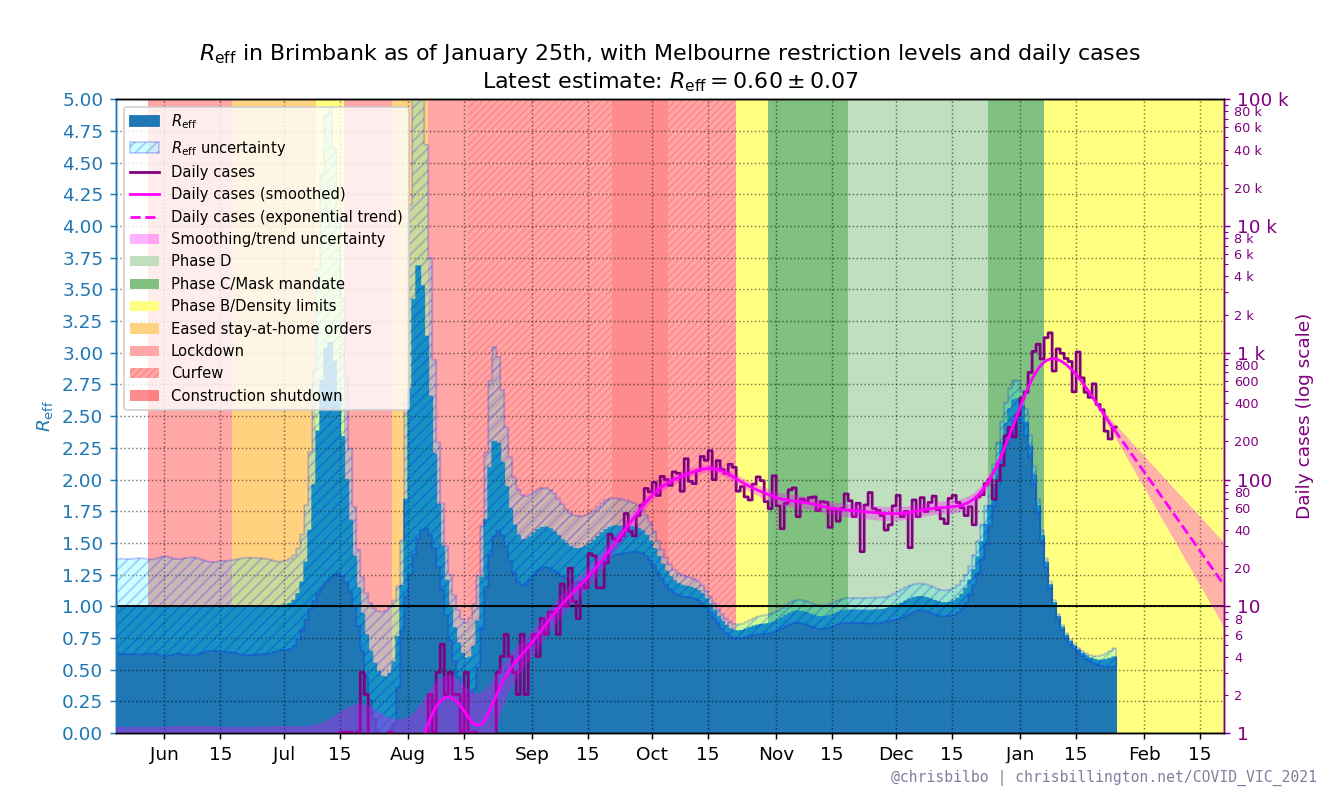 R_eff in Brimbank as of January 25th, with Melbourne restriction levels and daily cases
Latest estimate: R_eff = 0.60 ± 0.07
5.00
4.75
4.50
4.25
4.00
3.75
3.50
3.25
3.00
2.75
2.50
2.25
2.00
1.75
1.50
1.25
1.00
0.75
0.50
0.25
0.00
R_eff
R_eff
R_eff uncertainty
Daily cases
Daily cases (smoothed)
Daily cases (exponential trend)
Smoothing/trend uncertainty
Phase D
Phase C/Mask mandate
Phase B/Density limits
Eased stay-at-home orders
Lockdown
Curfew
Construction shutdown
100 k
80 k
60 k
40 k
20 k
10 k
8 k
6 k
4 k
2 k
1 k
800
600
400
200
100
80
60
40
20
10
8
6
4
2
1
Daily cases (log scale)
Jun 15 Jul 15 Aug 15 Sep 15 Oct 15 Nov 15 Dec 15 Jan 15 Feb 15
@chrisbilbo | chrisbillington.net/COVID_VIC_2021